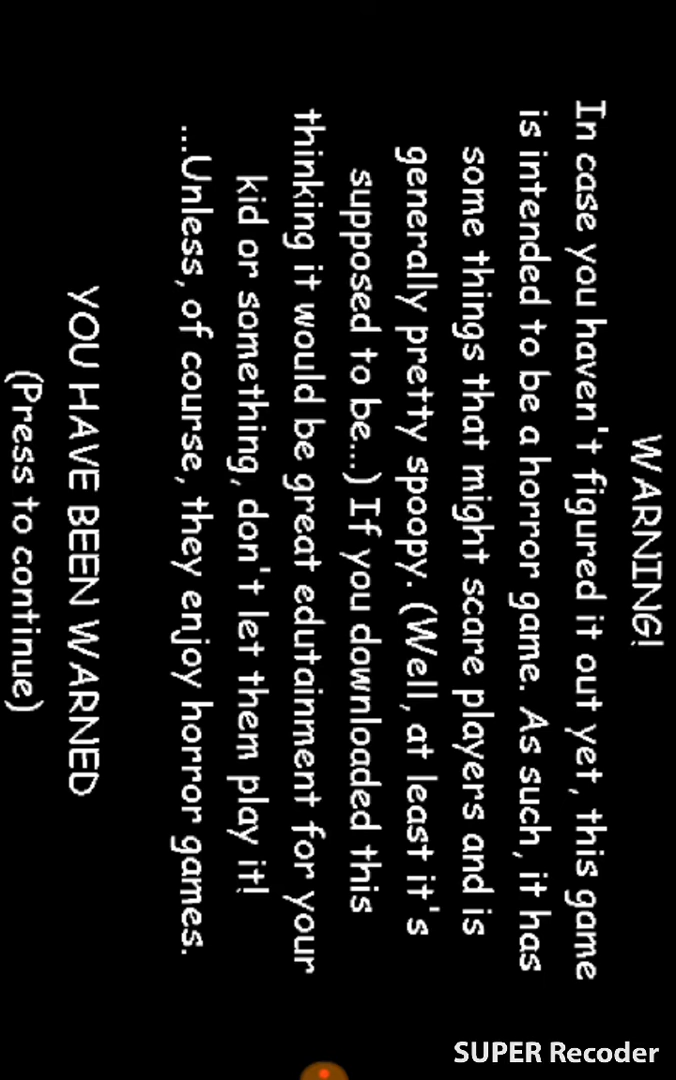 WARNING!
In case you haven't figured it out yet, this game
is intended to be a horror game. As such, it has
some things that might scare players and is
generally pretty spoopy. (Well, at least it's
supposed to be...) If you downloaded this
thinking it would be great edutainment for your
kid or something, don't let them play it!
...Unless, of course, they enjoy horror games.
YOU HAVE BEEN WARNED
(Press to continue)
SUPER Recoder